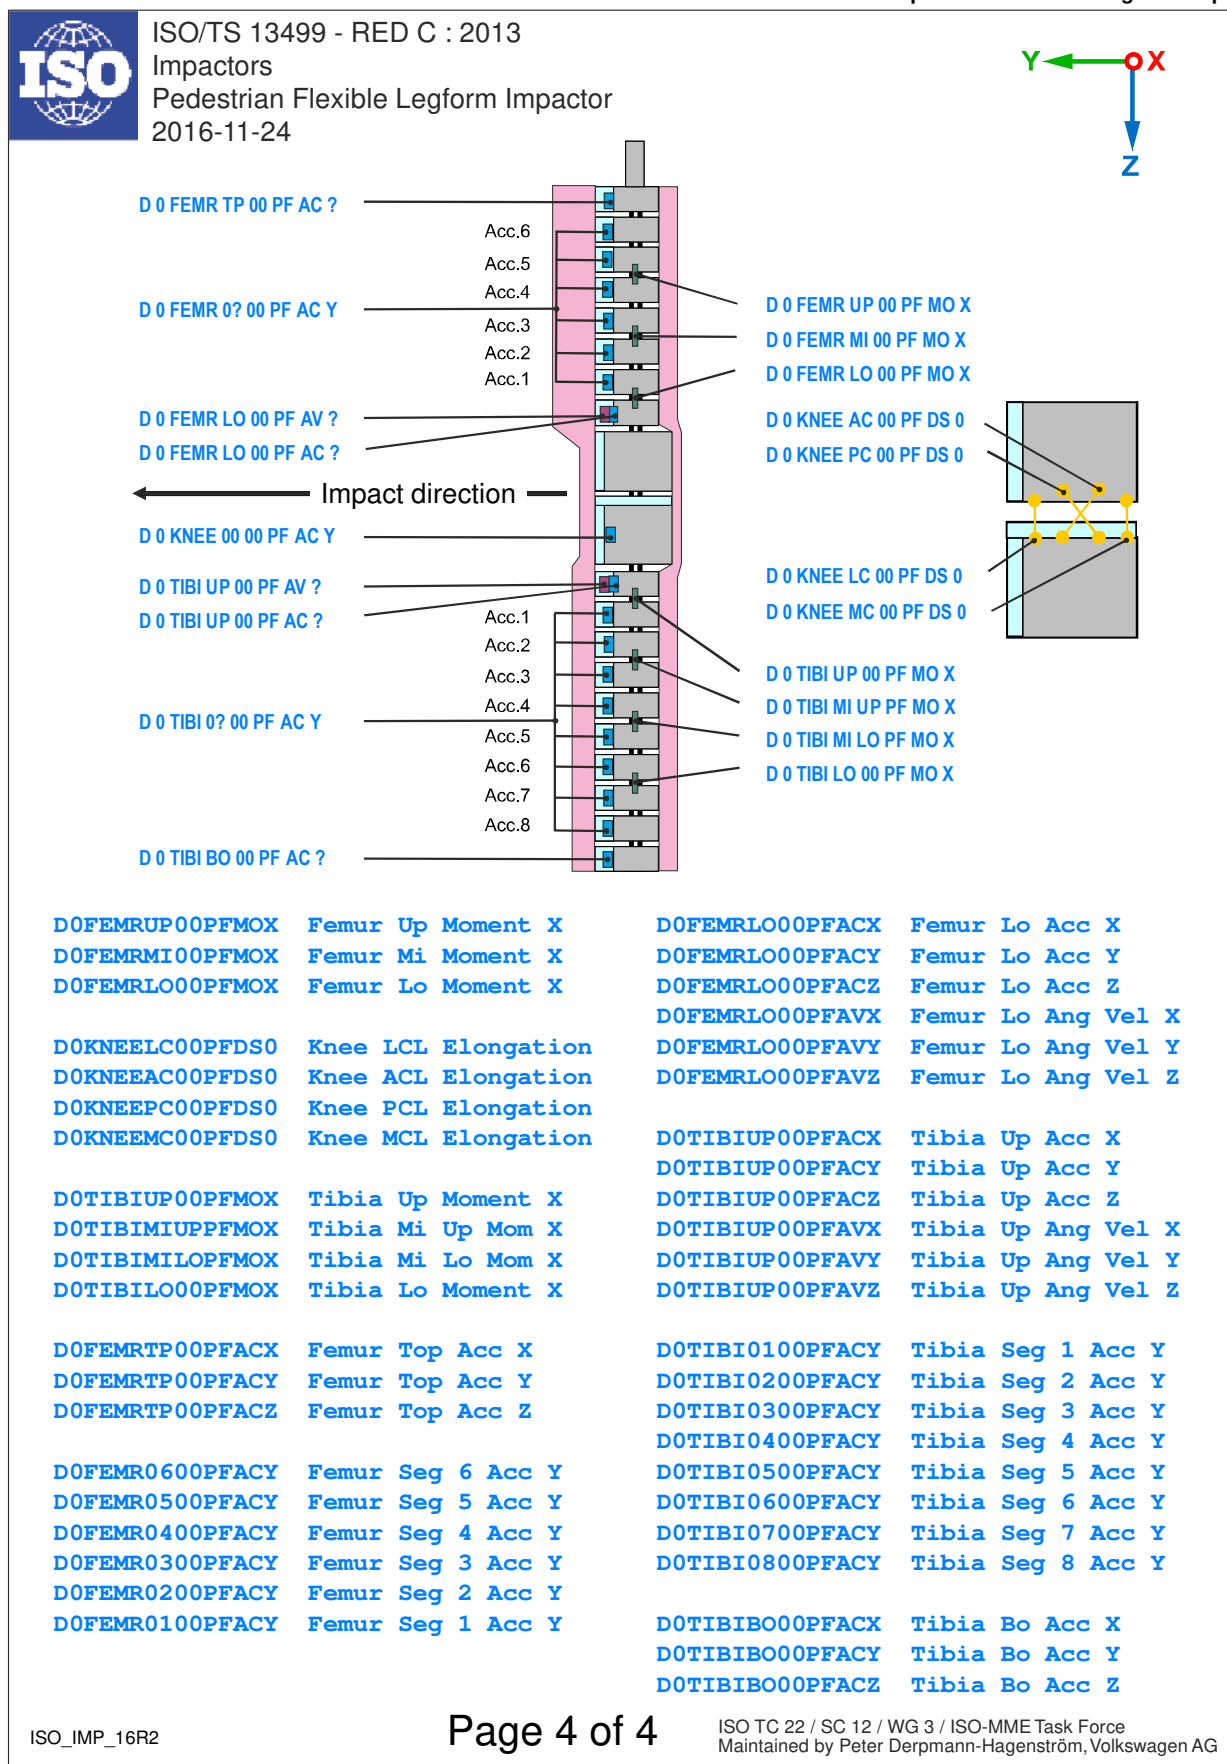 ISO
ISO/TS 13499 - RED C : 2013
Impactors
Pedestrian Flexible Legform Impactor
2016-11-24
Y X
Z
D 0 FEMR TP 00 PF AC ?
Acc.6
Acc.5
Acc.4
D 0 FEMR 0? 00 PF AC Y
Acc.3
Acc.2
Acc.1
D 0 FEMR LO 00 PF AV ?
D 0 FEMR LO 00 PF AC ?
Impact direction
D 0 KNEE 00 00 PF AC Y
D 0 TIBI UP 00 PF AV ?
D 0 TIBI UP 00 PF AC ?
Acc.1
Acc.2
Acc.3
Acc.4
D 0 TIBI 0? 00 PF AC Y
Acc.5
Acc.6
Acc.7
Acc.8
D 0 TIBI BO 00 PF AC ?
D 0 FEMR UP 00 PF MO X
D 0 FEMR MI 00 PF MO X
D 0 FEMR LO 00 PF MO X
D 0 KNEE AC 00 PF DS 0
D 0 KNEE PC 00 PF DS 0
D 0 KNEE LC 00 PF DS 0
D 0 KNEE MC 00 PF DS 0
D 0 TIBI UP 00 PF MO X
D 0 TIBI MI UP PF MO X
D 0 TIBI MI LO PF MO X
D 0 TIBI LO 00 PF MO X
D0FEMRUP00PFMOX Femur Up Moment X
D0FEMRMI00PFMOX Femur Mi Moment X
D0FEMRLO00PFMOX Femur Lo Moment X
D0KNEELC00PFDS0 Knee LCL Elongation
D0KNEEAC00PFDS0 Knee ACL Elongation
D0KNEEPC00PFDS0 Knee PCL Elongation
D0KNEEMC00PFDS0 Knee MCL Elongation
D0TIBIUP00PFMOX Tibia Up Moment X
D0TIBIMIUPPFMOX Tibia Mi Up Mom X
D0TIBIMILOPFMOX Tibia Mi Lo Mom X
D0TIBILO00PFMOX Tibia Lo Moment X
D0FEMRTP00PFACX Femur Top Acc X
D0FEMRTP00PFACY Femur Top Acc Y
D0FEMRTP00PFACZ Femur Top Acc Z
D0FEMR0600PFACY Femur Seg 6 Acc Y
D0FEMR0500PFACY Femur Seg 5 Acc Y
D0FEMR0400PFACY Femur Seg 4 Acc Y
D0FEMR0300PFACY Femur Seg 3 Acc Y
D0FEMR0200PFACY Femur Seg 2 Acc Y
D0FEMR0100PFACY Femur Seg 1 Acc Y
D0FEMRLO00PFACX Femur Lo Acc X
D0FEMRLO00PFACY Femur Lo Acc Y
D0FEMRLO00PFACZ Femur Lo Acc Z
D0FEMRLO00PFAVX Femur Lo Ang Vel X
D0FEMRLO00PFAVY Femur Lo Ang Vel Y
D0FEMRLO00PFAVZ Femur Lo Ang Vel Z
D0TIBIUP00PFACX Tibia Up Acc X
D0TIBIUP00PFACY Tibia Up Acc Y
D0TIBIUP00PFACZ Tibia Up Acc Z
D0TIBIUP00PFAVX Tibia Up Ang Vel X
D0TIBIUP00PFAVY Tibia Up Ang Vel Y
D0TIBIUP00PFAVZ Tibia Up Ang Vel Z
D0TIBI0100PFACY Tibia Seg 1 Acc Y
D0TIBI0200PFACY Tibia Seg 2 Acc Y
D0TIBI0300PFACY Tibia Seg 3 Acc Y
D0TIBI0400PFACY Tibia Seg 4 Acc Y
D0TIBI0500PFACY Tibia Seg 5 Acc Y
D0TIBI0600PFACY Tibia Seg 6 Acc Y
D0TIBI0700PFACY Tibia Seg 7 Acc Y
D0TIBI0800PFACY Tibia Seg 8 Acc Y
D0TIBIBO00PFACX Tibia Bo Acc X
D0TIBIBO00PFACY Tibia Bo Acc Y
D0TIBIBO00PFACZ Tibia Bo Acc Z
ISO_IMP_16R2
Page 4 of 4
ISO TC 22 / SC 12 / WG 3 / ISO-MME Task Force
Maintained by Peter Derpmann-Hagenström, Volkswagen AG